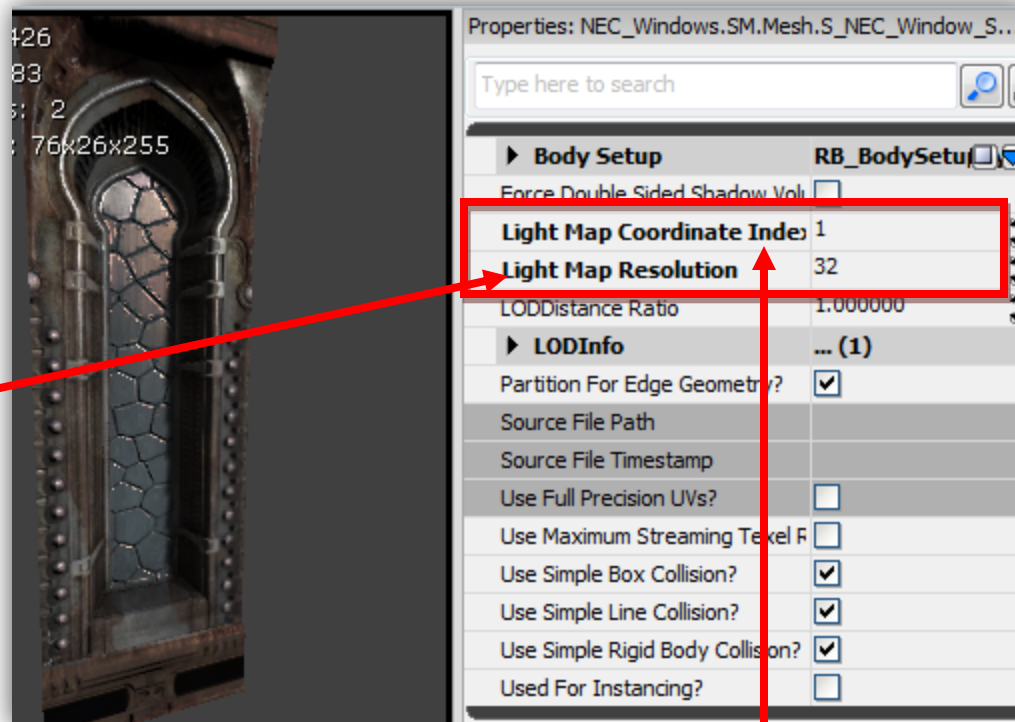 426
83
s: 2
: 76x26x255
Properties: NEC_Windows.SM.Mesh.S_NEC_Window_S...
Type here to search
Body Setup RB_BodySetup
Force Double Sided Shadow Volu
Light Map Coordinate Index 1
Light Map Resolution 32
LODDistance Ratio 1.000000
LODInfo ... (1)
Partition For Edge Geometry?
Source File Path
Source File Timestamp
Use Full Precision UVs?
Use Maximum Streaming Texel R
Use Simple Box Collision?
Use Simple Line Collision?
Use Simple Rigid Body Collision?
Used For Instancing?